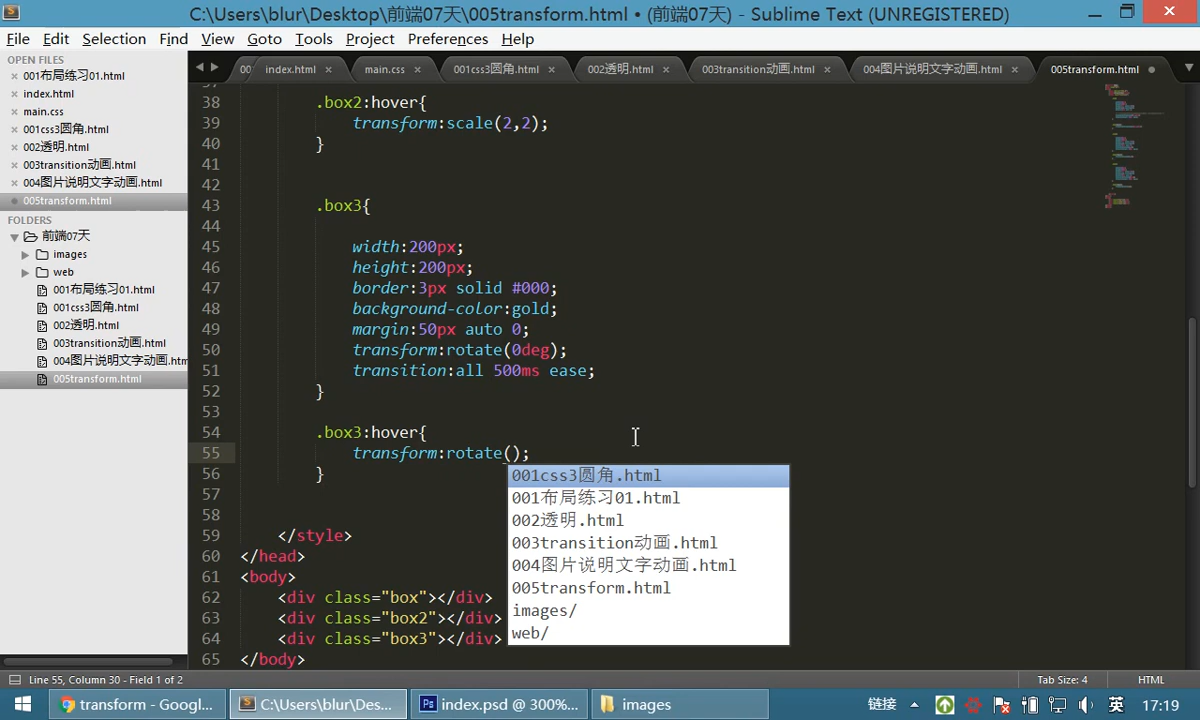 C:\Users\blur\Desktop\前端07天\005transform.html • (前端07天) - Sublime Text (UNREGISTERED)
File Edit Selection Find View Goto Tools Project Preferences Help
OPEN FILES
001布局练习01.html
index.html
main.css
001css3圆角.html
002透明.html
003transition动画.html
004图片说明文字动画.html
005transform.html
FOLDERS
前端07天
images
web
001布局练习01.html
001css3圆角.html
002透明.html
003transition动画.html
004图片说明文字动画.htm
005transform.html
00 index.html main.css 001css3圆角.html 002透明.html 003transition动画.html 004图片说明文字动画.html 005transform.html
38 .box2:hover{
39 transform:scale(2,2);
40 }
41
42
43 .box3{
44
45 width:200px;
46 height:200px;
47 border:3px solid #000;
48 background-color:gold;
49 margin:50px auto 0;
50 transform:rotate(0deg);
51 transition:all 500ms ease;
52 }
53
54 .box3:hover{
55 transform:rotate();
56 }
57
58
59 </style>
60 </head>
61 <body>
62 <div class="box"></div>
63 <div class="box2"></div>
64 <div class="box3"></div>
65 </body>
001css3圆角.html
001布局练习01.html
002透明.html
003transition动画.html
004图片说明文字动画.html
005transform.html
images/
web/
Line 55, Column 30 - Field 1 of 2 Tab Size: 4 HTML
transform - Googl... C:\Users\blur\Des... index.psd @ 300%... images 链接 英 17:19